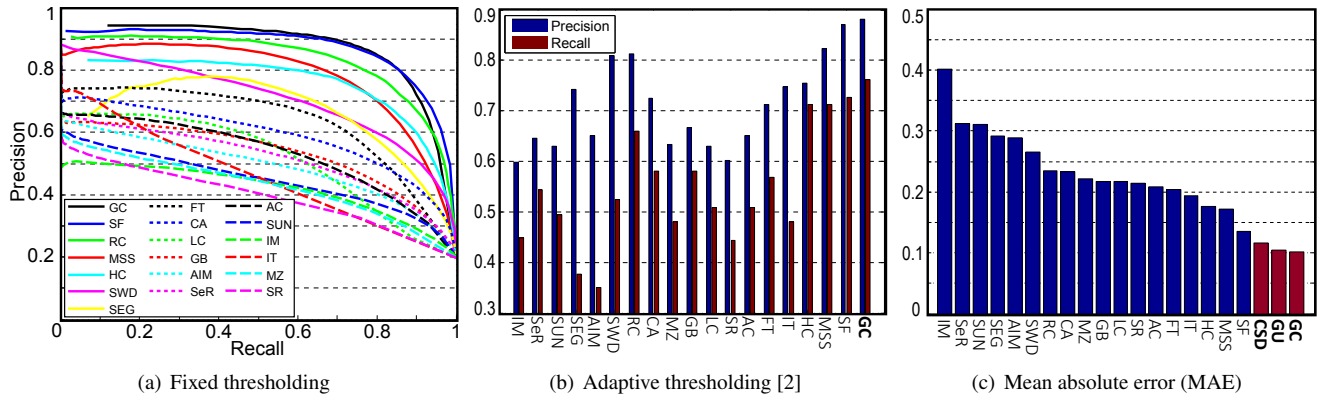 1
0.8
0.6
0.4
0.2
Precision
GC
SF
RC
MSS
HC
SWD
SEG
FT
CA
LC
GB
AIM
SeR
AC
SUN
IM
IT
MZ
SR
0
0.2
0.4
0.6
0.8
1
Recall
(a) Fixed thresholding
0.9
0.8
0.7
0.6
0.5
0.4
0.3
Precision
Recall
IM
SeR
SUN
SEG
AIM
SWD
RC
CA
MZ
GB
LC
SR
AC
FT
IT
HC
MSS
SF
GC
(b) Adaptive thresholding [2]
0.5
0.4
0.3
0.2
0.1
0
IM
SeR
SUN
SEG
AIM
SWD
RC
CA
MZ
GB
LC
SR
AC
FT
IT
HC
MSS
SF
CSD
GU
GC
(c) Mean absolute error (MAE)